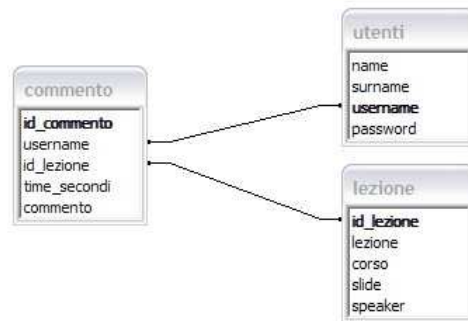 commento
id_commento
username
id_lezione
time_secondi
commento
utenti
name
surname
username
password
lezione
id_lezione
lezione
corso
slide
speaker